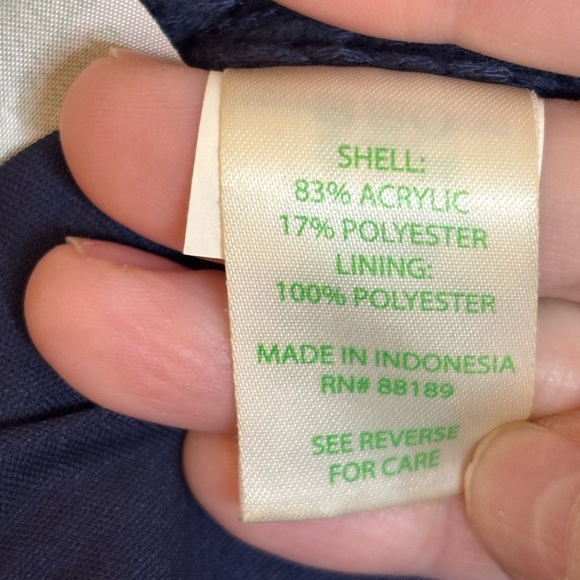 SHELL:
83% ACRYLIC
17% POLYESTER
LINING:
100% POLYESTER
MADE IN INDONESIA
RN# 88189
SEE REVERSE
FOR CARE